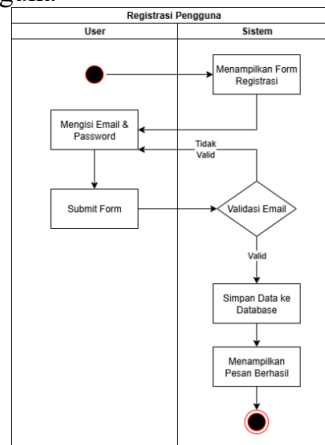 Registrasi Pengguna
User
Sistem
Menampilkan Form
Registrasi
Mengisi Email &
Password
Tidak
Valid
Submit Form
Validasi Email
Valid
Simpan Data ke
Database
Menampilkan
Pesan Berhasil